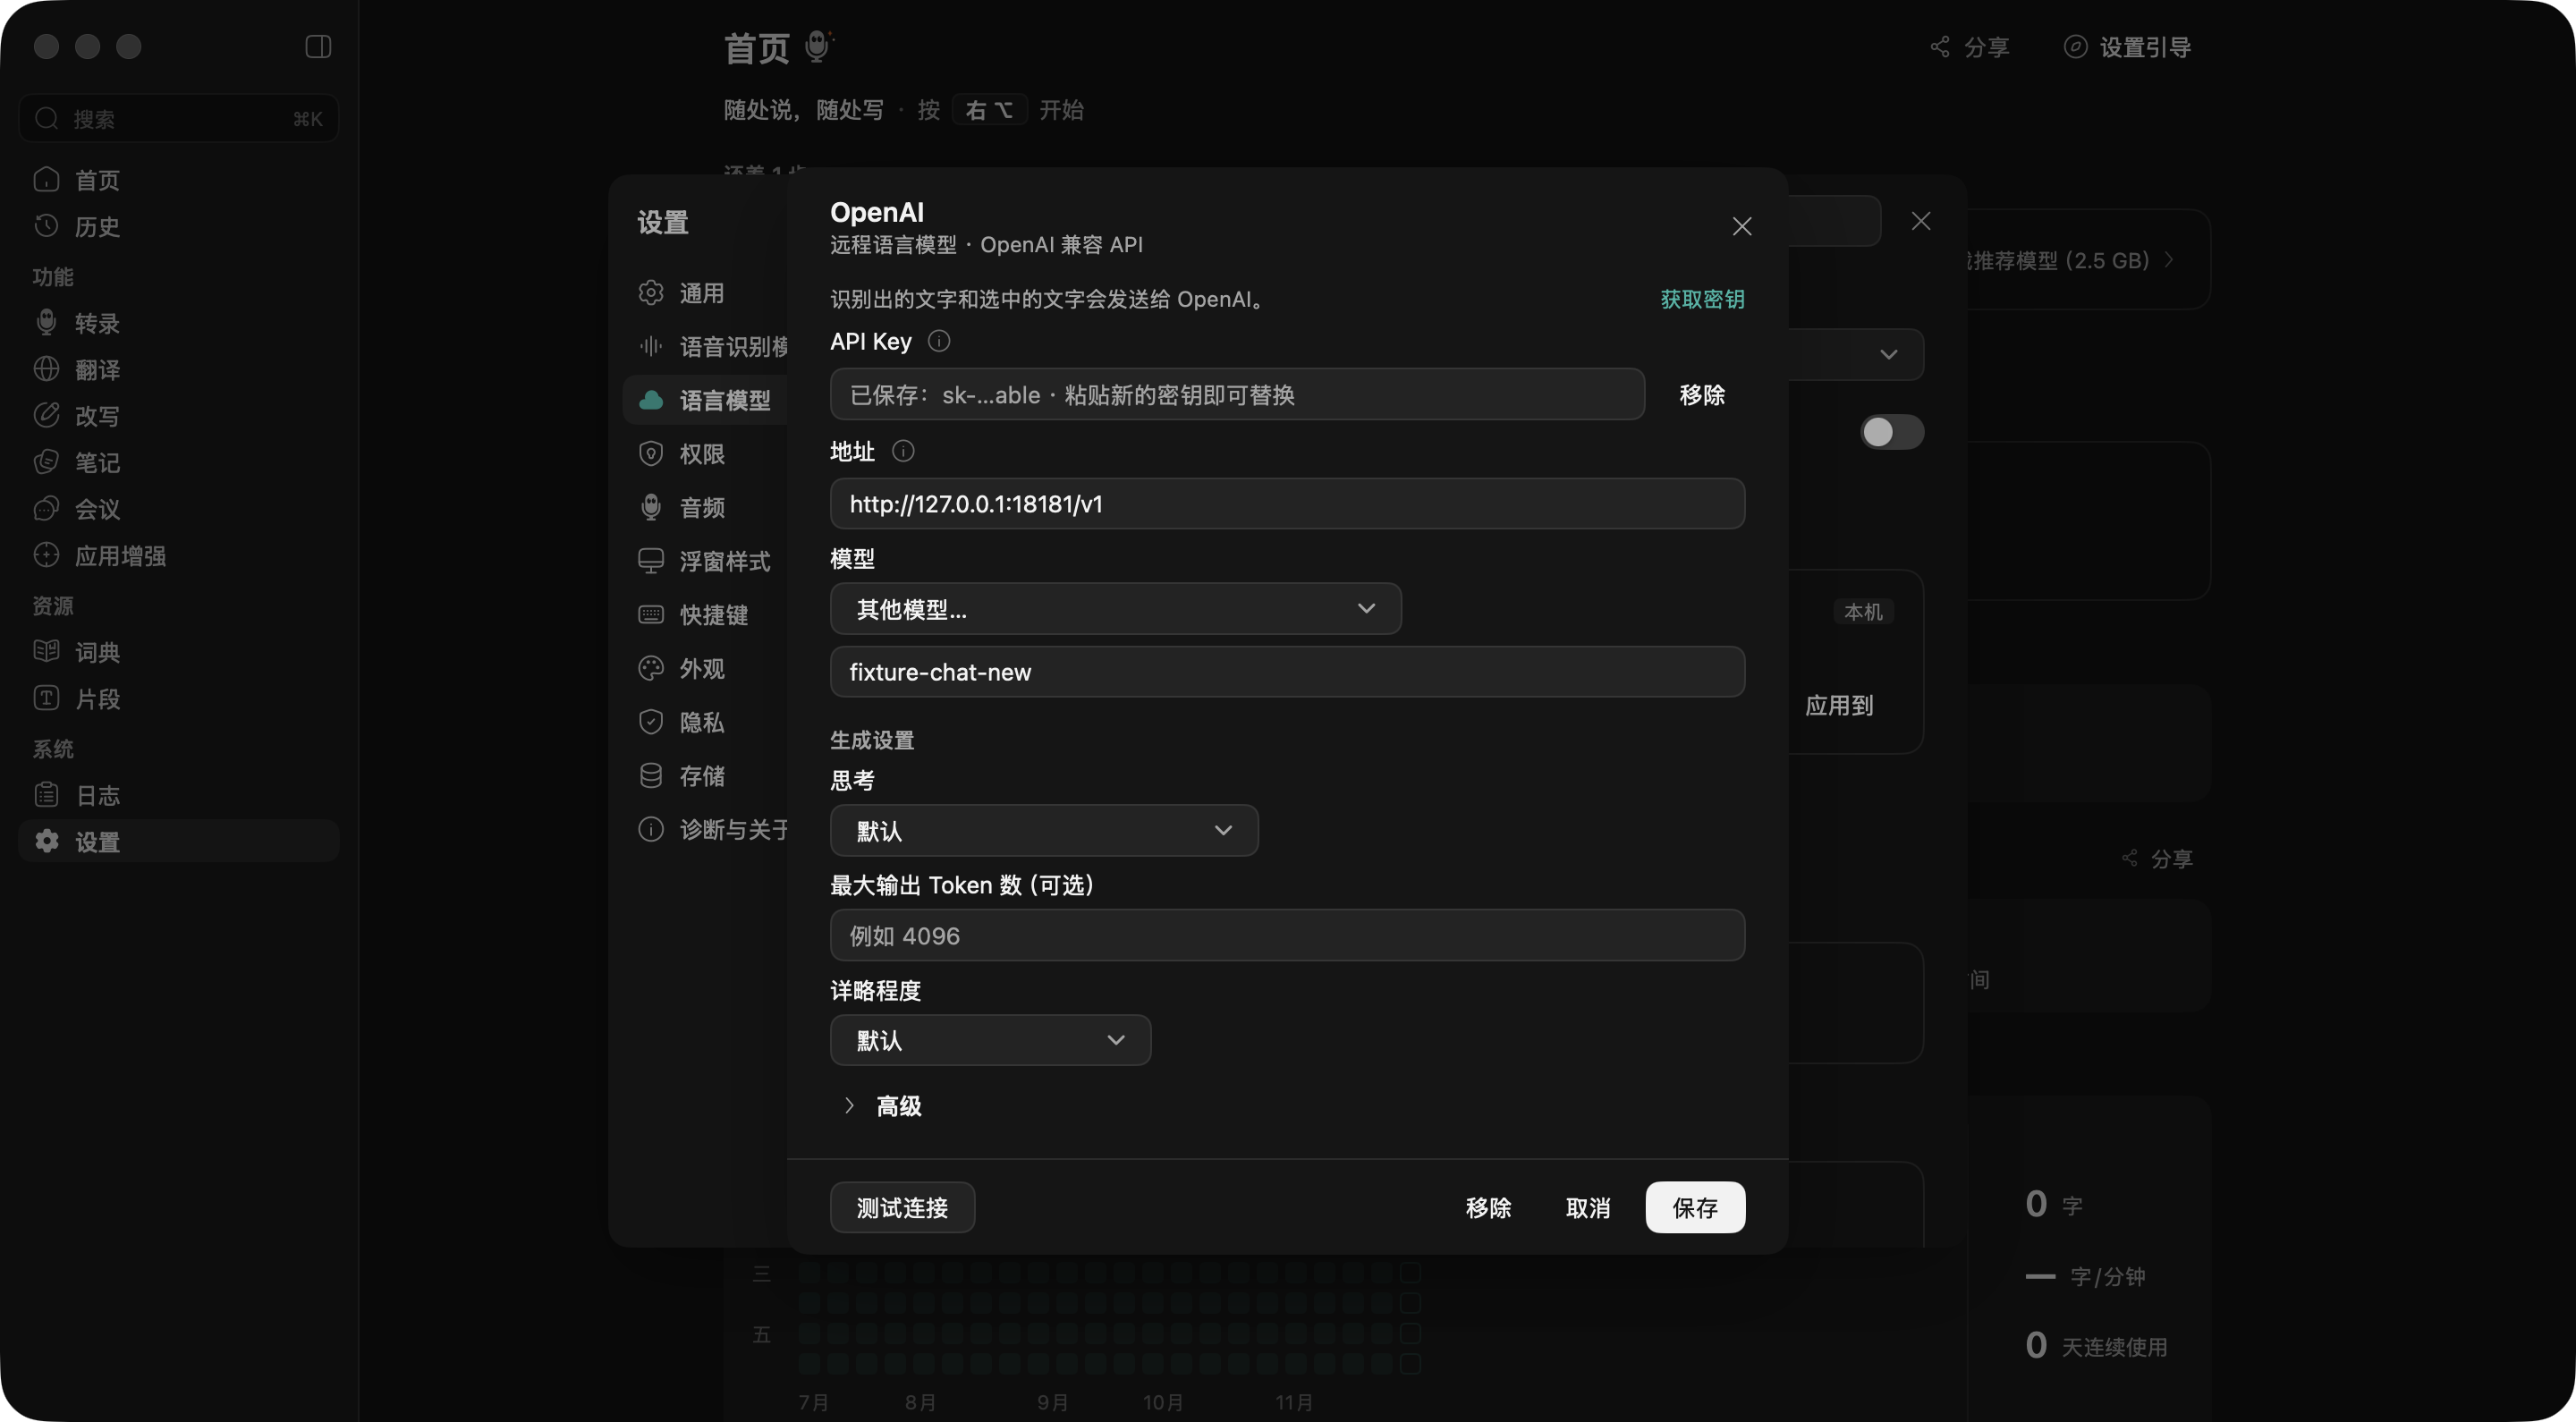 搜索 ⌘K
首页
历史
功能
转录
翻译
改写
笔记
会议
应用增强
资源
词典
片段
系统
日志
设置
首页
分享
设置引导
随处说，随处写 · 按 右 ⌥ 开始
推荐模型 (2.5 GB)
设置
通用
语音识别
语言模型
权限
音频
浮窗样式
快捷键
外观
隐私
存储
诊断与关于
OpenAI
远程语言模型 · OpenAI 兼容 API
识别出的文字和选中的文字会发送给 OpenAI。
获取密钥
API Key
已保存：sk-...able · 粘贴新的密钥即可替换
移除
地址
http://127.0.0.1:18181/v1
模型
其他模型...
fixture-chat-new
生成设置
思考
默认
最大输出 Token 数 (可选)
例如 4096
详略程度
默认
高级
测试连接
移除
取消
保存
本机
应用到
分享
间
0 字
— 字/分钟
0 天连续使用
三
五
7月 8月 9月 10月 11月